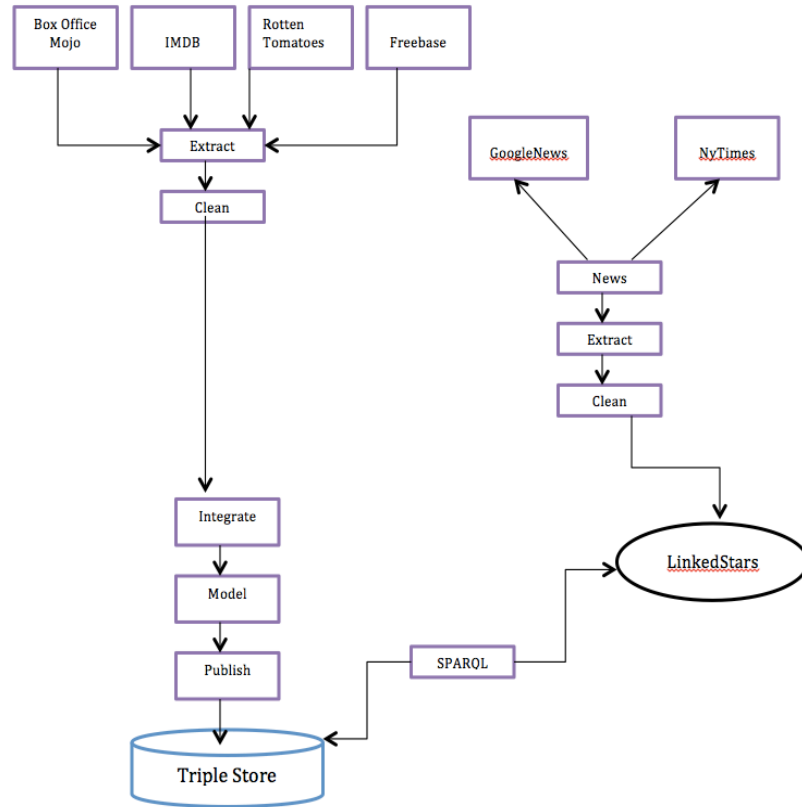 Box Office
Mojo
IMDB
Rotten
Tomatoes
Freebase
Extract
Clean
GoogleNews
NyTimes
News
Extract
Clean
Integrate
Model
Publish
Triple Store
SPARQL
LinkedStars